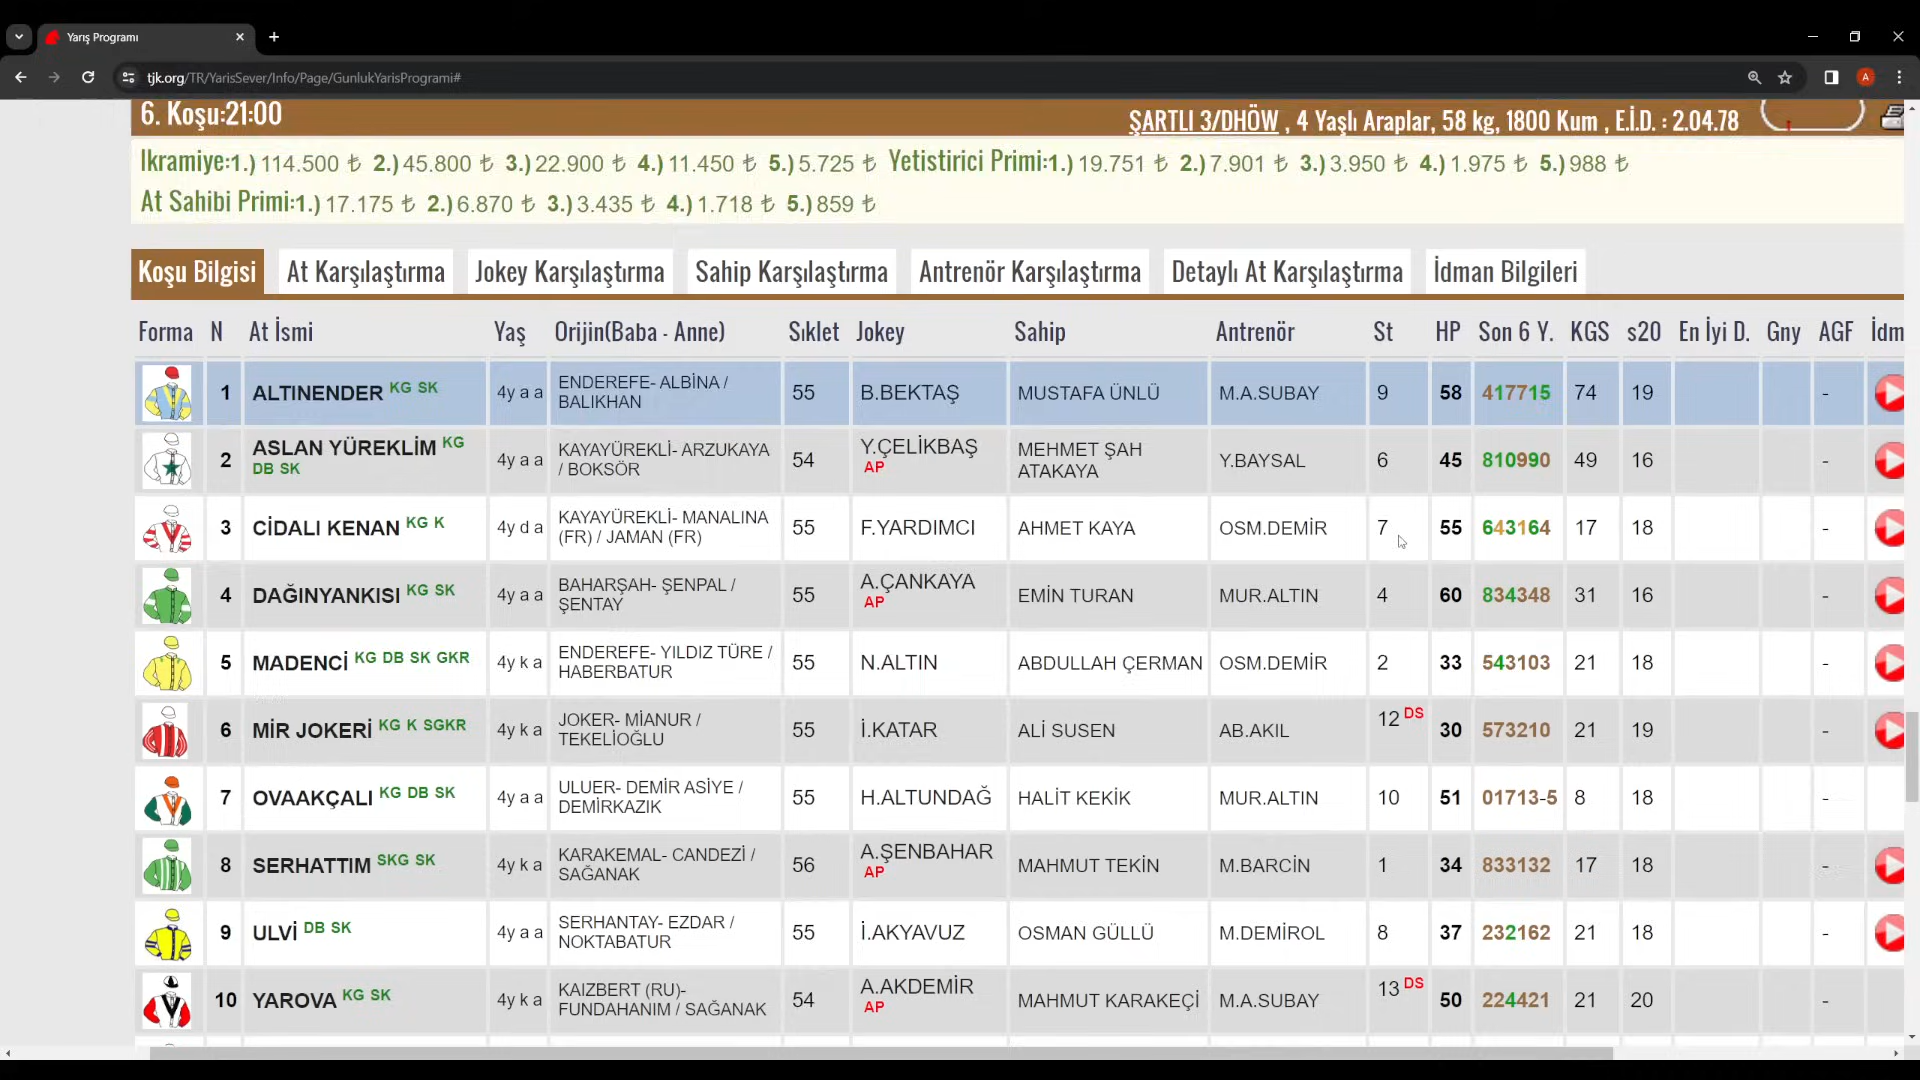 Yarış Programı
tjk.org/TR/YarisSever/Info/Page/GunlukYarisProgrami#
A
6. Koşu:21:00
ŞARTLI 3/DHÖW , 4 Yaşlı Araplar, 58 kg, 1800 Kum , E.İ.D. : 2.04.78
Ikramiye:1.) 114.500 ₺ 2.) 45.800 ₺ 3.) 22.900 ₺ 4.) 11.450 ₺ 5.) 5.725 ₺ Yetistirici Primi:1.) 19.751 ₺ 2.) 7.901 ₺ 3.) 3.950 ₺ 4.) 1.975 ₺ 5.) 988 ₺
At Sahibi Primi:1.) 17.175 ₺ 2.) 6.870 ₺ 3.) 3.435 ₺ 4.) 1.718 ₺ 5.) 859 ₺
Koşu Bilgisi At Karşılaştırma Jokey Karşılaştırma Sahip Karşılaştırma Antrenör Karşılaştırma Detaylı At Karşılaştırma İdman Bilgileri
Forma N At İsmi Yaş Orijin(Baba - Anne) Sıklet Jokey Sahip Antrenör St HP Son 6 Y. KGS s20 En İyi D. Gny AGF İdm
1 ALTINENDER KG SK 4y a a ENDEREFE- ALBİNA / BALIKHAN 55 B.BEKTAŞ MUSTAFA ÜNLÜ M.A.SUBAY 9 58 417715 74 19 -
2 ASLAN YÜREKLİM KG DB SK 4y a a KAYAYÜREKLİ- ARZUKAYA / BOKSÖR 54 Y.ÇELİKBAŞ AP MEHMET ŞAH ATAKAYA Y.BAYSAL 6 45 810990 49 16 -
3 CİDALI KENAN KG K 4y d a KAYAYÜREKLİ- MANALINA (FR) / JAMAN (FR) 55 F.YARDIMCI AHMET KAYA OSM.DEMİR 7 55 643164 17 18 -
4 DAĞINYANKISI KG SK 4y a a BAHARŞAH- ŞENPAL / ŞENTAY 55 A.ÇANKAYA AP EMİN TURAN MUR.ALTIN 4 60 834348 31 16 -
5 MADENCİ KG DB SK GKR 4y k a ENDEREFE- YILDIZ TÜRE / HABERBATUR 55 N.ALTIN ABDULLAH ÇERMAN OSM.DEMİR 2 33 543103 21 18 -
6 MİR JOKERİ KG K SGKR 4y k a JOKER- MİANUR / TEKELİOĞLU 55 İ.KATAR ALİ SUSEN AB.AKIL 12 DS 30 573210 21 19 -
7 OVAAKÇALI KG DB SK 4y a a ULUER- DEMİR ASİYE / DEMİRKAZIK 55 H.ALTUNDAĞ HALİT KEKİK MUR.ALTIN 10 51 01713-5 8 18 -
8 SERHATTIM SKG SK 4y k a KARAKEMAL- CANDEZİ / SAĞANAK 56 A.ŞENBAHAR AP MAHMUT TEKİN M.BARCİN 1 34 833132 17 18 -
9 ULVİ DB SK 4y a a SERHANTAY- EZDAR / NOKTABATUR 55 İ.AKYAVUZ OSMAN GÜLLÜ M.DEMİROL 8 37 232162 21 18 -
10 YAROVA KG SK 4y k a KAIZBERT (RU)- FUNDAHANIM / SAĞANAK 54 A.AKDEMİR AP MAHMUT KARAKEÇİ M.A.SUBAY 13 DS 50 224421 21 20 -